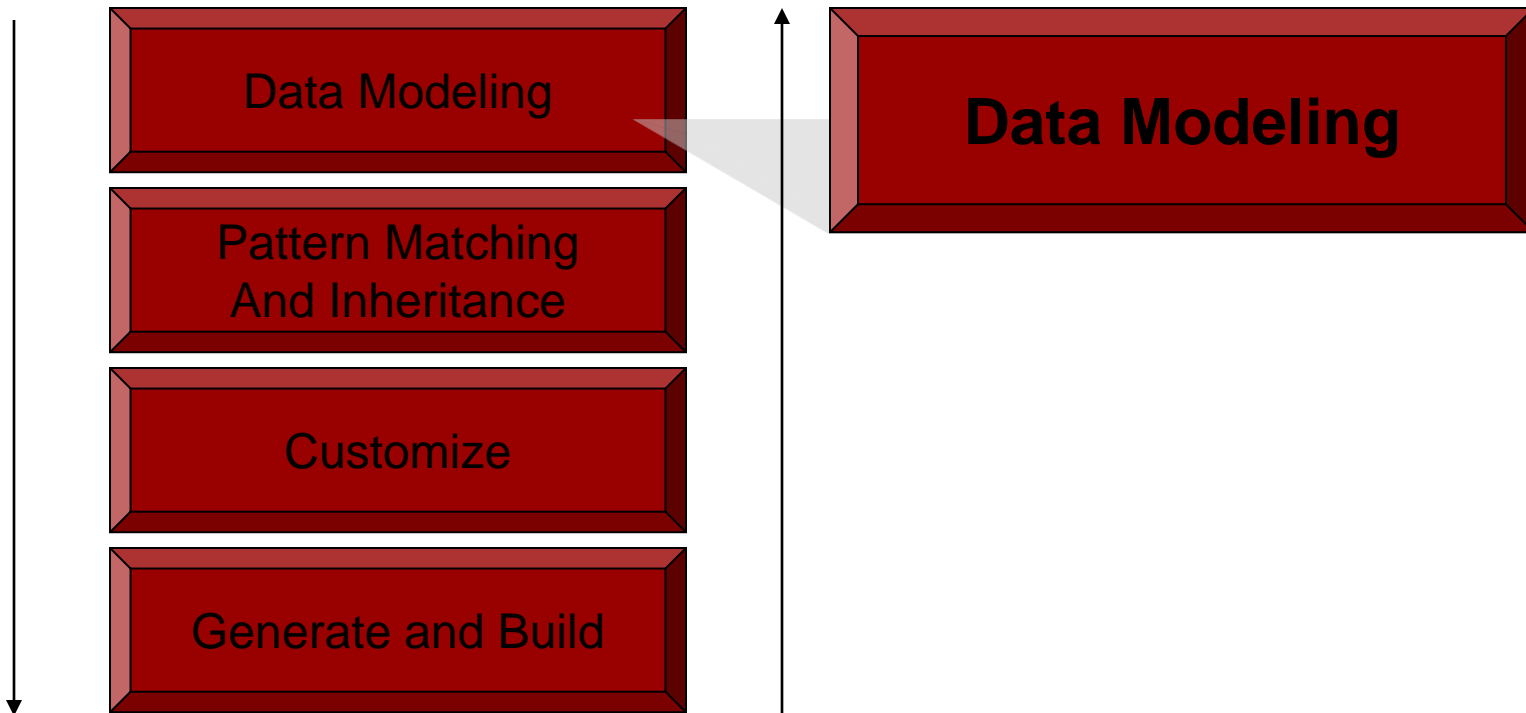 Data Modeling
Data Modeling
Pattern Matching
And Inheritance
Customize
Generate and Build